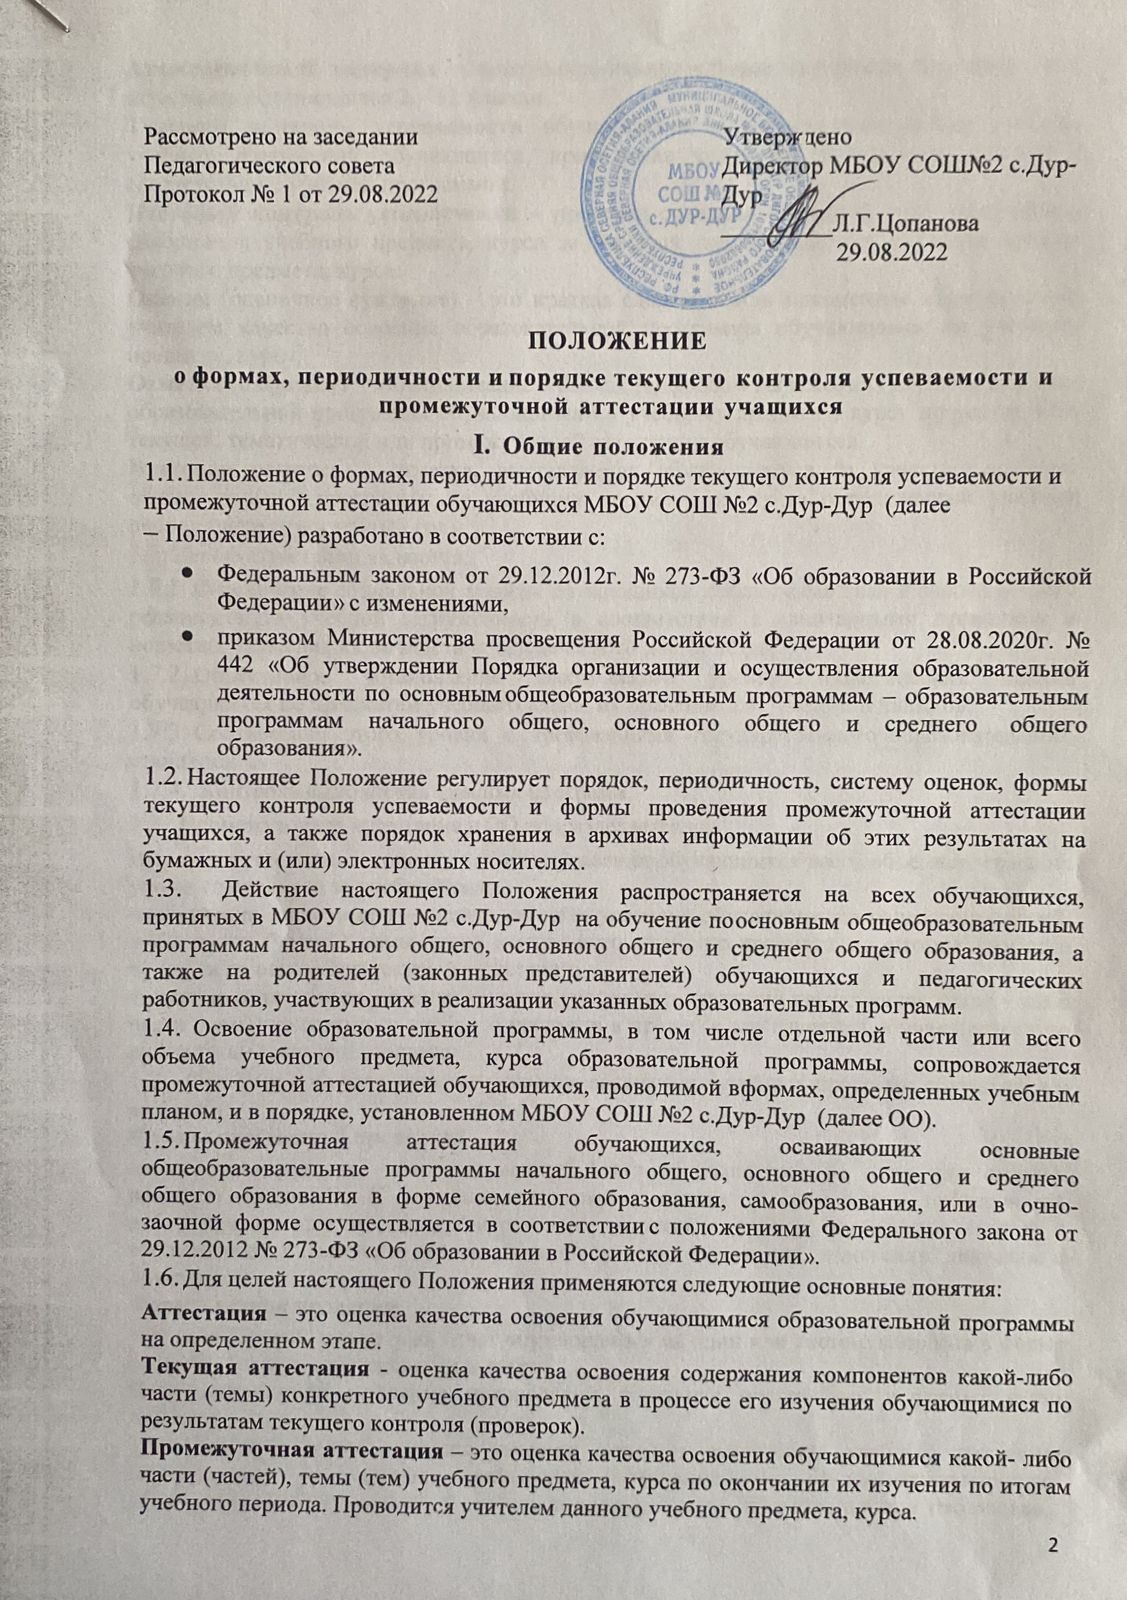 Рассмотрено на заседании
Педагогического совета
Протокол № 1 от 29.08.2022
Утверждено
Директор МБОУ СОШ№2 с.Дур-
Дур
Л.Г.Цопанова
29.08.2022
МБОУ
СОШ №2
с.ДУР-ДУР
ПОЛОЖЕНИЕ
о формах, периодичности и порядке текущего контроля успеваемости и
промежуточной аттестации учащихся
I. Общие положения
1.1. Положение о формах, периодичности и порядке текущего контроля успеваемости и
промежуточной аттестации обучающихся МБОУ СОШ №2 с.Дур-Дур (далее
– Положение) разработано в соответствии с:
• Федеральным законом от 29.12.2012г. № 273-ФЗ «Об образовании в Российской
Федерации» с изменениями,
• приказом Министерства просвещения Российской Федерации от 28.08.2020г. №
442 «Об утверждении Порядка организации и осуществления образовательной
деятельности по основным общеобразовательным программам – образовательным
программам начального общего, основного общего и среднего общего
образования».
1.2. Настоящее Положение регулирует порядок, периодичность, систему оценок, формы
текущего контроля успеваемости и формы проведения промежуточной аттестации
учащихся, а также порядок хранения в архивах информации об этих результатах на
бумажных и (или) электронных носителях.
1.3. Действие настоящего Положения распространяется на всех обучающихся,
принятых в МБОУ СОШ №2 с.Дур-Дур на обучение поосновным общеобразовательным
программам начального общего, основного общего и среднего общего образования, а
также на родителей (законных представителей) обучающихся и педагогических
работников, участвующих в реализации указанных образовательных программ.
1.4. Освоение образовательной программы, в том числе отдельной части или всего
объема учебного предмета, курса образовательной программы, сопровождается
промежуточной аттестацией обучающихся, проводимой вформах, определенных учебным
планом, и в порядке, установленном МБОУ СОШ №2 с.Дур-Дур (далее ОО).
1.5. Промежуточная аттестация обучающихся, осваивающих основные
общеобразовательные программы начального общего, основного общего и среднего
общего образования в форме семейного образования, самообразования, или в очно-
заочной форме осуществляется в соответствии с положениями Федерального закона от
29.12.2012 № 273-ФЗ «Об образовании в Российской Федерации».
1.6. Для целей настоящего Положения применяются следующие основные понятия:
Аттестация – это оценка качества освоения обучающимися образовательной программы
на определенном этапе.
Текущая аттестация - оценка качества освоения содержания компонентов какой-либо
части (темы) конкретного учебного предмета в процессе его изучения обучающимися по
результатам текущего контроля (проверок).
Промежуточная аттестация – это оценка качества освоения обучающимися какой- либо
части (частей), темы (тем) учебного предмета, курса по окончании их изучения по итогам
учебного периода. Проводится учителем данного учебного предмета, курса.
2